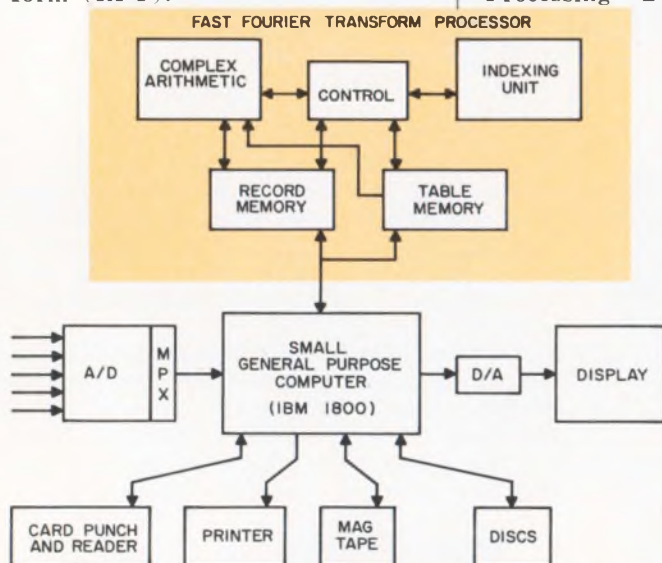 FAST FOURIER TRANSFORM PROCESSOR
COMPLEX
ARITHMETIC
CONTROL
INDEXING
UNIT
RECORD
MEMORY
TABLE
MEMORY
A/D
M
P
X
SMALL
GENERAL PURPOSE
COMPUTER
(IBM 1800)
D/A
DISPLAY
CARD PUNCH
AND READER
PRINTER
MAG
TAPE
DISCS